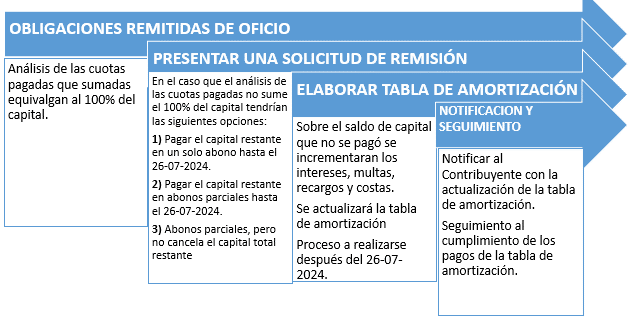 OBLIGACIONES REMITIDAS DE OFICIO
Análisis de las cuotas
pagadas que sumadas
equivalgan al 100% del
capital.
PRESENTAR UNA SOLICITUD DE REMISIÓN
En el caso que el análisis de
las cuotas pagadas no sume
el 100% del capital tendrían
las siguientes opciones:
1) Pagar el capital restante
en un solo abono hasta el
26-07-2024.
2) Pagar el capital restante
en abonos parciales hasta
el 26-07-2024.
3) Abonos parciales, pero
no cancela el capital total
restante
ELABORAR TABLA DE AMORTIZACIÓN
Sobre el saldo de capital
que no se pagó se
incrementaran los
intereses, multas,
recargos y costas.
Se actualizará la tabla
de amortización
Proceso a realizarse
después del 26-07-
2024.
NOTIFICACION Y
SEGUIMIENTO
Notificar al
Contribuyente con la
actualización de la tabla
de amortización.
Seguimiento al
cumplimiento de los
pagos de la tabla de
amortización.